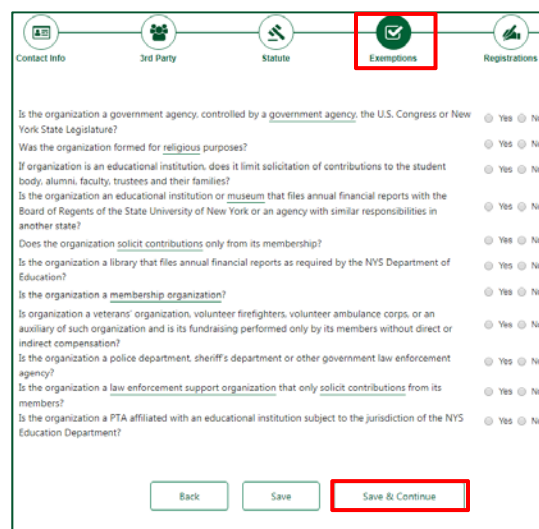 Contact Info 3rd Party Statute Exemptions Registrations
Is the organization a government agency, controlled by a government agency, the U.S. Congress or New Yes
York State Legislature?
Was the organization formed for religious purposes? Yes
If organization is an educational institution, does it limit solicitation of contributions to the student Yes
body, alumni, faculty, trustees and their families?
Is the organization an educational institution or museum that files annual financial reports with the
Board of Regents of the State University of New York or an agency with similar responsibilities in Yes
another state?
Does the organization solicit contributions only from its membership? Yes
Is the organization a library that files annual financial reports as required by the NYS Department of Yes
Education?
Is the organization a membership organization? Yes
Is organization a veterans' organization, volunteer firefighters, volunteer ambulance corps, or an
auxiliary of such organization and is its fundraising performed only by its members without direct or Yes
indirect compensation?
Is the organization a police department, sheriff's department or other government law enforcement Yes
agency?
Is the organization a law enforcement support organization that only solicit contributions from its Yes
members?
Is the organization a PTA affiliated with an educational institution subject to the jurisdiction of the NYS Yes
Education Department?
Back Save Save & Continue